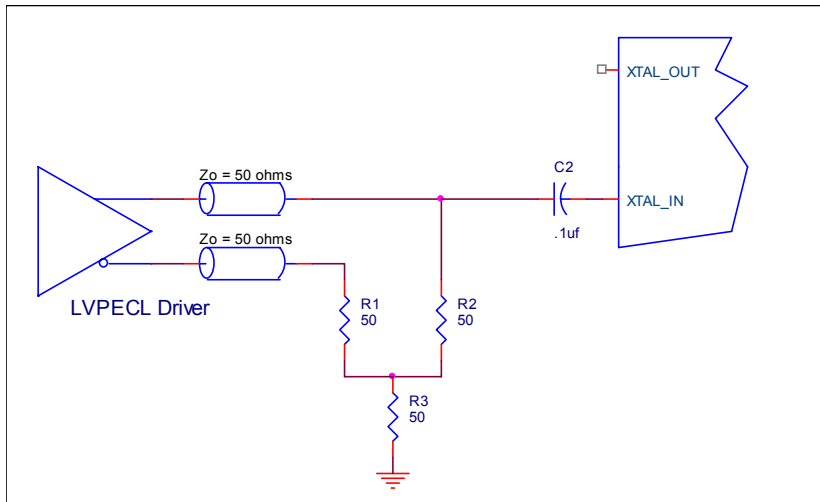 XTAL_OUT
Zo = 50 ohms
C2
XTAL_IN
.1uf
Zo = 50 ohms
LVPECL Driver
R1
50
R2
50
R3
50